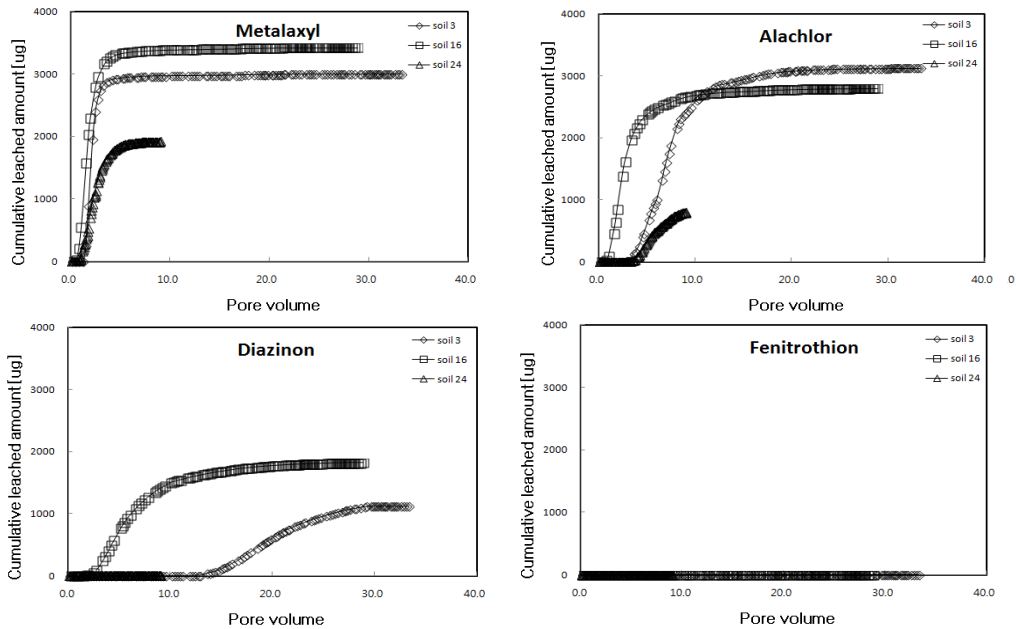 Metalaxyl
Cumulative leached amount[ug]
4000
3000
2000
1000
0
0.0 10.0 20.0 30.0 40.0
Pore volume
soil 3
soil 16
soil 24
Alachlor
Cumulative leached amount[ug]
4000
3000
2000
1000
0
0.0 10.0 20.0 30.0 40.0 0
Pore volume
soil 3
soil 16
soil 24
Diazinon
Cumulative leached amount[ug]
4000
3000
2000
1000
0
0.0 10.0 20.0 30.0 40.0
Pore volume
soil 3
soil 16
soil 24
Fenitrothion
Cumulative leached amount[ug]
4000
3000
2000
1000
0
0.0 10.0 20.0 30.0 40.0
Pore volume
soil 3
soil 16
soil 24